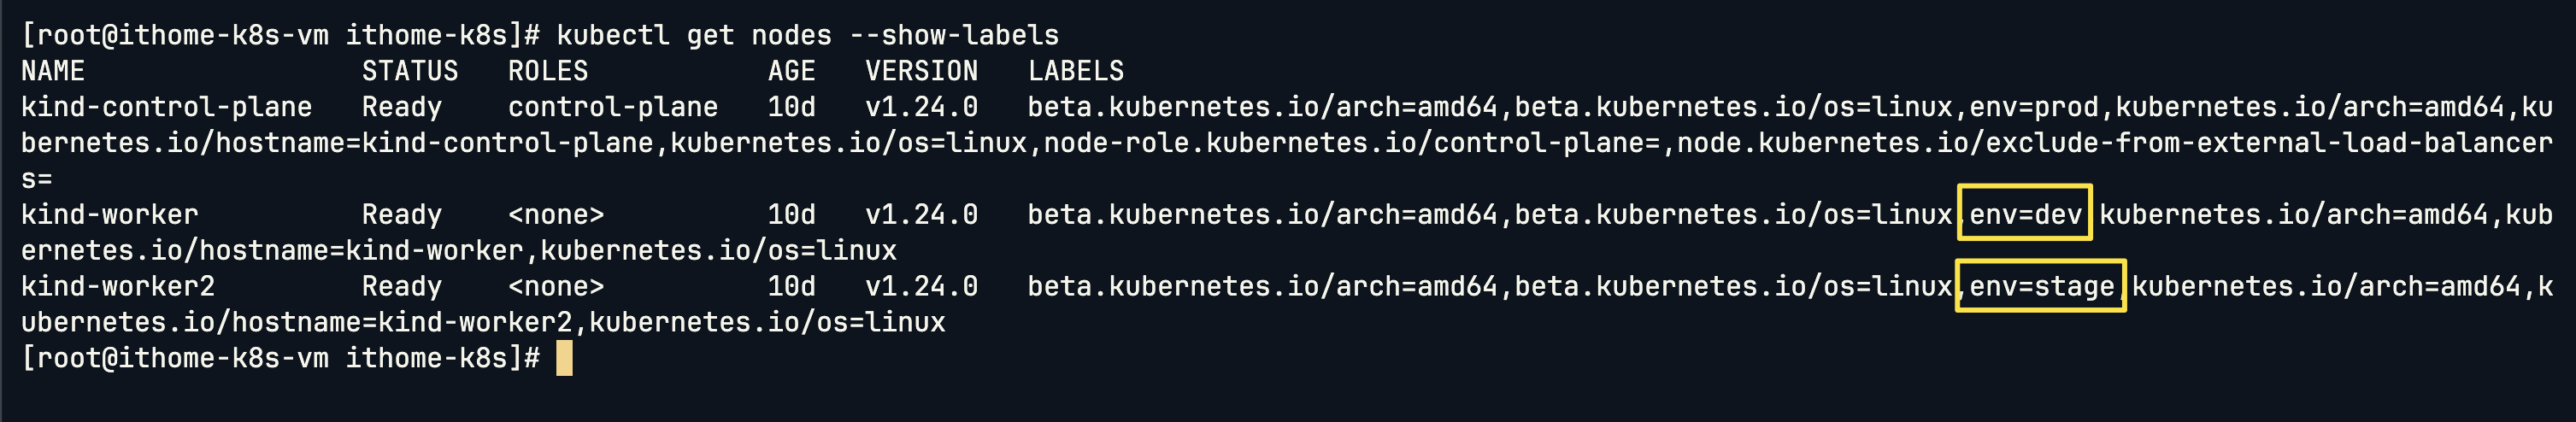 [root@ithome-k8s-vm ithome-k8s]# kubectl get nodes --show-labels
NAME                 STATUS   ROLES           AGE   VERSION   LABELS
kind-control-plane   Ready    control-plane   10d   v1.24.0   beta.kubernetes.io/arch=amd64,beta.kubernetes.io/os=linux,env=prod,kubernetes.io/arch=amd64,ku
bernetes.io/hostname=kind-control-plane,kubernetes.io/os=linux,node-role.kubernetes.io/control-plane=,node.kubernetes.io/exclude-from-external-load-balancer
s=
kind-worker          Ready    <none>          10d   v1.24.0   beta.kubernetes.io/arch=amd64,beta.kubernetes.io/os=linux,env=dev,kubernetes.io/arch=amd64,kub
ernetes.io/hostname=kind-worker,kubernetes.io/os=linux
kind-worker2         Ready    <none>          10d   v1.24.0   beta.kubernetes.io/arch=amd64,beta.kubernetes.io/os=linux,env=stage,kubernetes.io/arch=amd64,k
ubernetes.io/hostname=kind-worker2,kubernetes.io/os=linux
[root@ithome-k8s-vm ithome-k8s]#